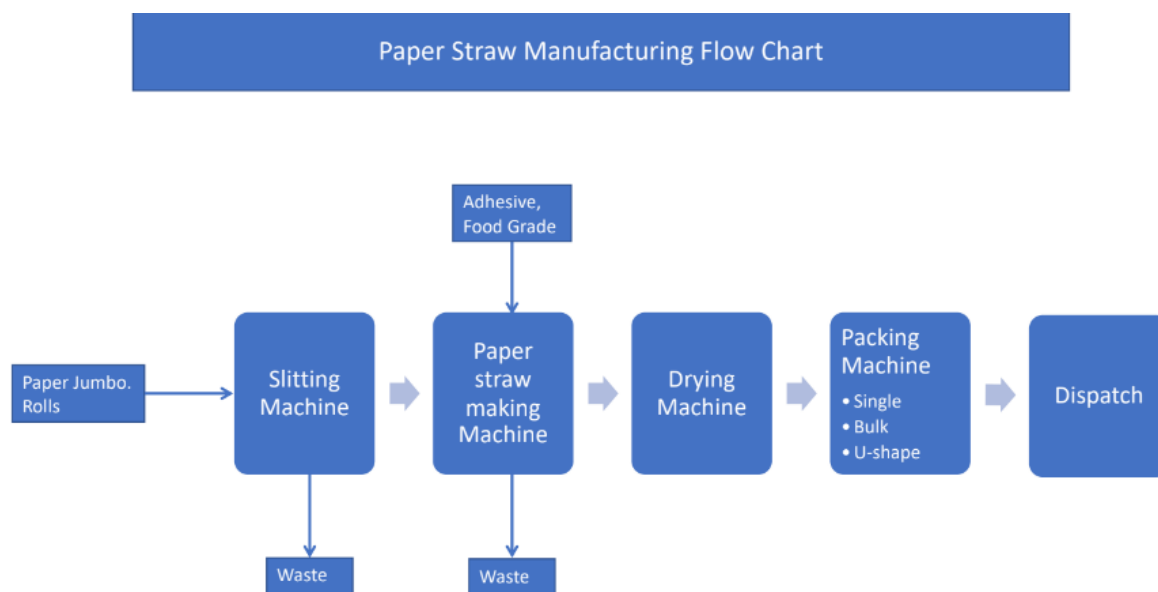 Paper Straw Manufacturing Flow Chart
Adhesive,
Food Grade
Paper Jumbo.
Rolls
Slitting
Machine
Paper
straw
making
Machine
Drying
Machine
Packing
Machine
• Single
• Bulk
• U-shape
Dispatch
Waste
Waste